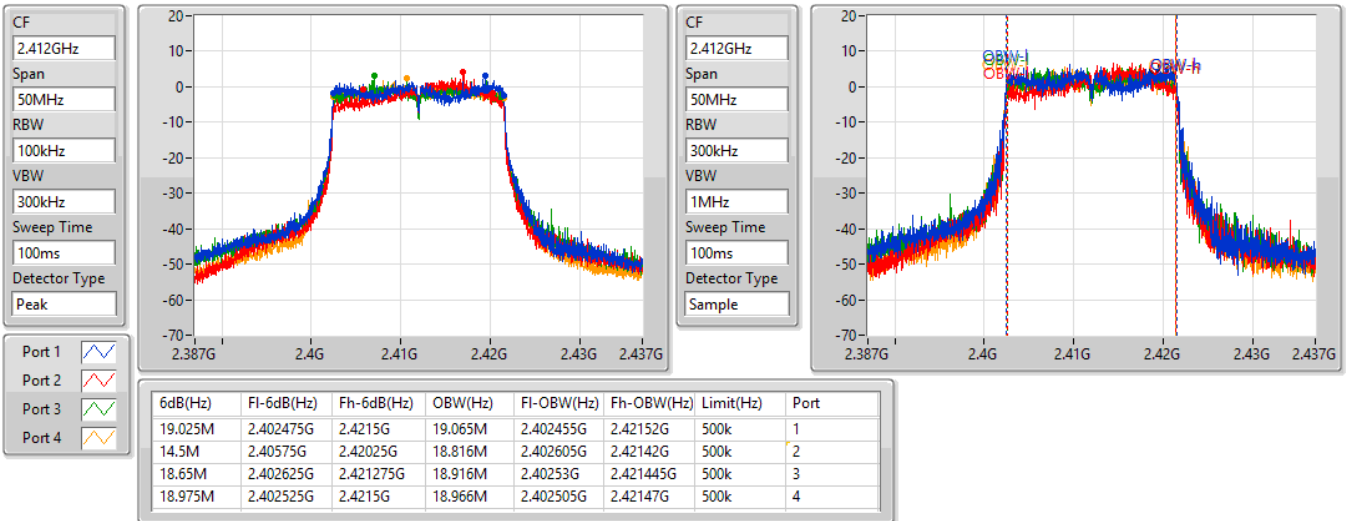 CF
2.412GHz
Span
50MHz
RBW
100kHz
VBW
300kHz
Sweep Time
100ms
Detector Type
Peak
20
10
0
-10
-20
-30
-40
-50
-60
-70
2.387G 2.4G 2.41G 2.42G 2.43G 2.437G
CF
2.412GHz
Span
50MHz
RBW
300kHz
VBW
1MHz
Sweep Time
100ms
Detector Type
Sample
20
10
0
-10
-20
-30
-40
-50
-60
-70
OBW-l
OBW-h
2.387G 2.4G 2.41G 2.42G 2.43G 2.437G
Port 1
Port 2
Port 3
Port 4
6dB(Hz) Fl-6dB(Hz) Fh-6dB(Hz) OBW(Hz) Fl-OBW(Hz) Fh-OBW(Hz) Limit(Hz) Port
19.025M 2.402475G 2.4215G 19.065M 2.402455G 2.42152G 500k 1
14.5M 2.40575G 2.42025G 18.816M 2.402605G 2.42142G 500k 2
18.65M 2.402625G 2.421275G 18.916M 2.40253G 2.421445G 500k 3
18.975M 2.402525G 2.4215G 18.966M 2.402505G 2.42147G 500k 4